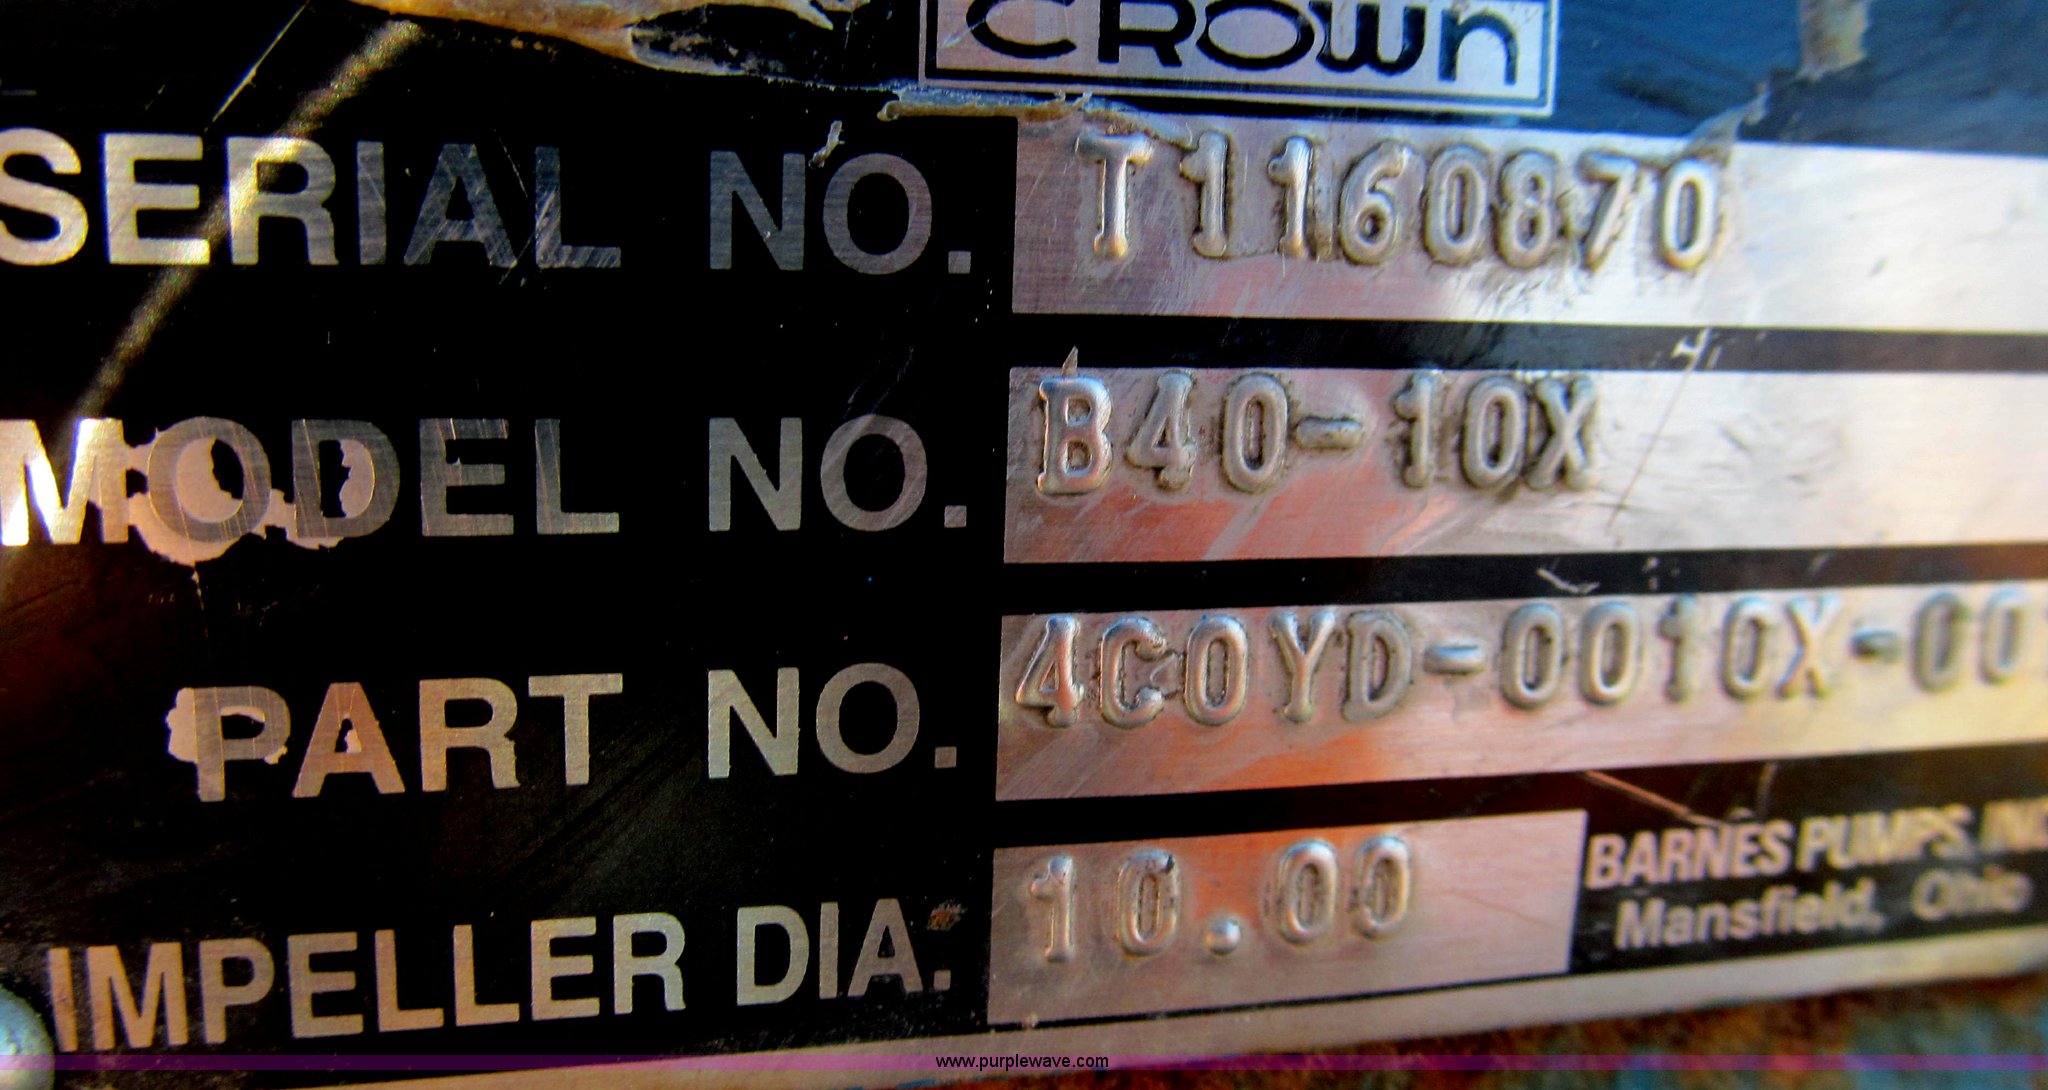 CROWN
SERIAL NO. T1160870
MODEL NO. B40-10X
PART NO. 4C0YD-0010X-00
IMPELLER DIA. 10.00
BARNES PUMPS, INC.
Mansfield, Ohio
www.purplewave.com